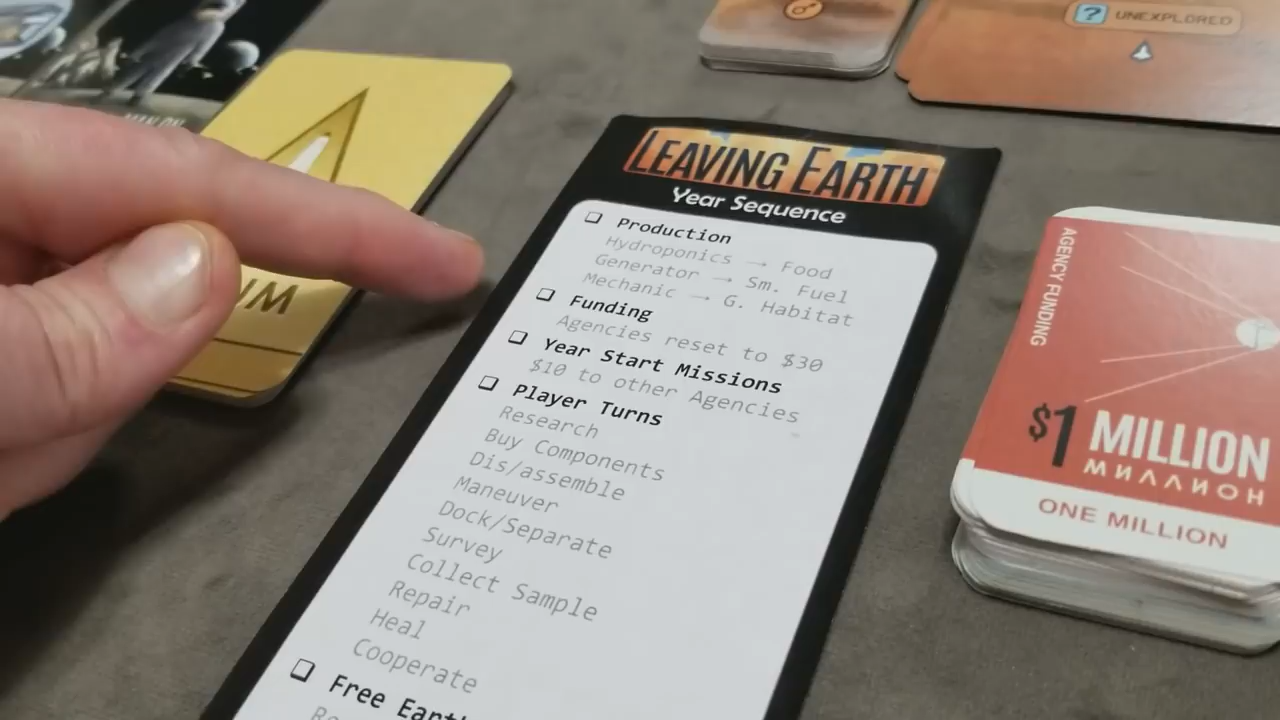 UNEXPLORED
LEAVING EARTH
Year Sequence
Production
Hydroponics → Food
Generator → Sm. Fuel
Mechanic → G. Habitat
Funding
Agencies reset to $30
Year Start Missions
$10 to other Agencies
Player Turns
Research
Buy Components
Dis/assemble
Maneuver
Dock/Separate
Survey
Collect Sample
Repair
Heal
Cooperate
Free
AGENCY FUNDING
$1 MILLION
МИЛЛИОН
ONE MILLION